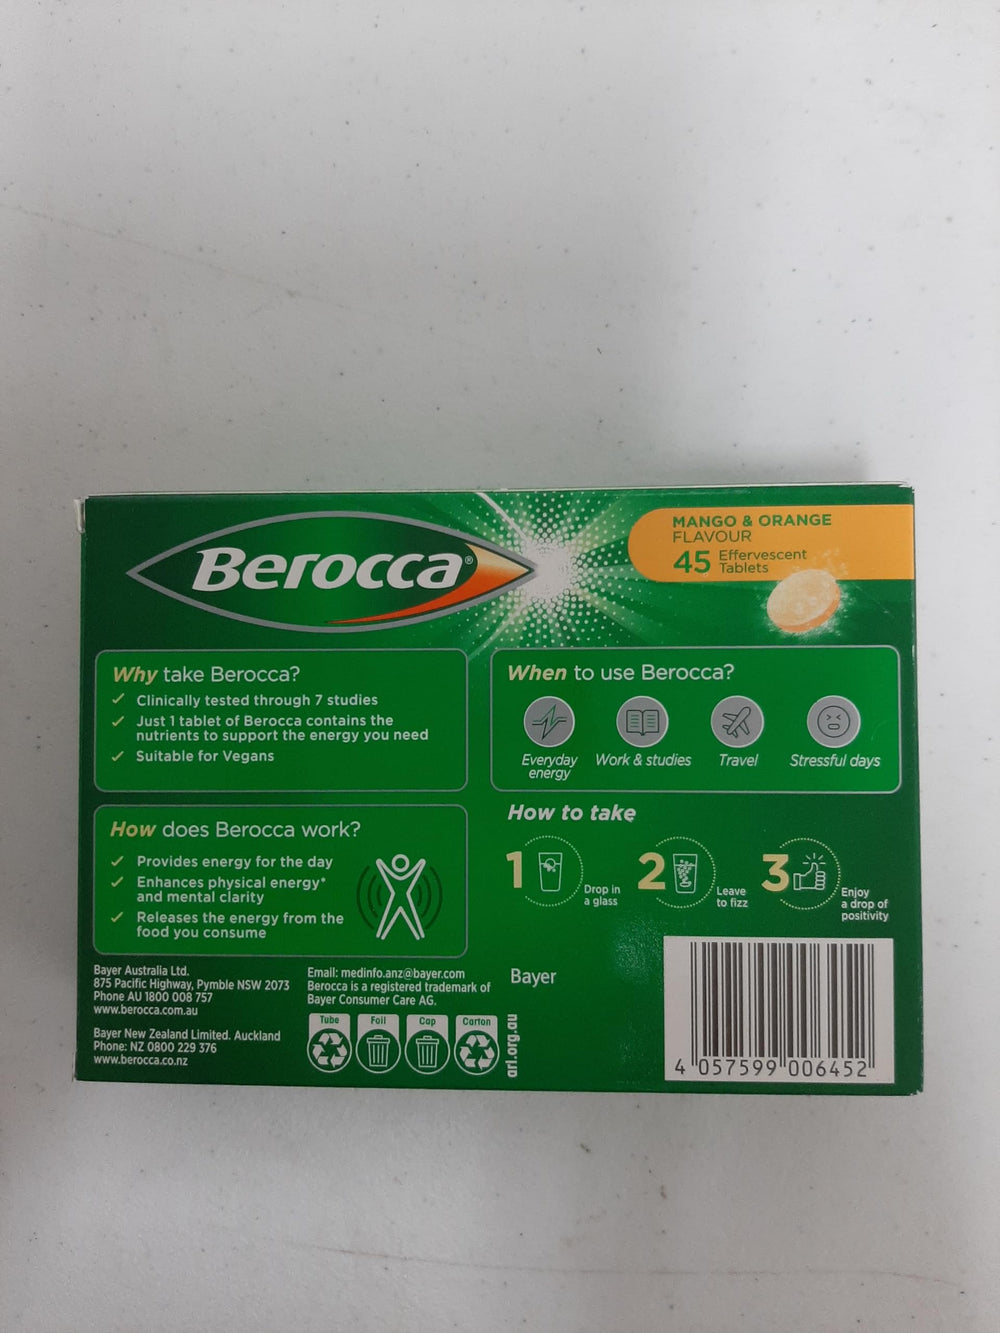 Berocca®
MANGO & ORANGE
FLAVOUR
45 Effervescent
Tablets
Why take Berocca?
✓ Clinically tested through 7 studies
✓ Just 1 tablet of Berocca contains the
nutrients to support the energy you need
✓ Suitable for Vegans
When to use Berocca?
Everyday
energy
Work & studies
Travel
Stressful days
How does Berocca work?
✓ Provides energy for the day
✓ Enhances physical energy*
and mental clarity
✓ Releases the energy from the
food you consume
How to take
1 Drop in
a glass
2 Leave
to fizz
3 Enjoy
a drop of
positivity
Bayer Australia Ltd.
875 Pacific Highway, Pymble NSW 2073
Phone AU 1800 008 757
www.berocca.com.au
Bayer New Zealand Limited. Auckland
Phone: NZ 0800 229 376
www.berocca.co.nz
Email: medinfo.anz@bayer.com
Berocca is a registered trademark of
Bayer Consumer Care AG.
Tube
Foil
Cap
Carton
arl.org.au
Bayer
4 057599 006452